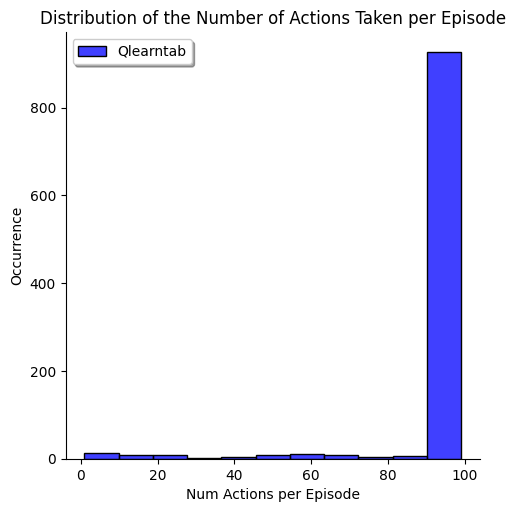 Distribution of the Number of Actions Taken per Episode
Qlearntab
800
600
400
200
0
Occurrence
0 20 40 60 80 100
Num Actions per Episode